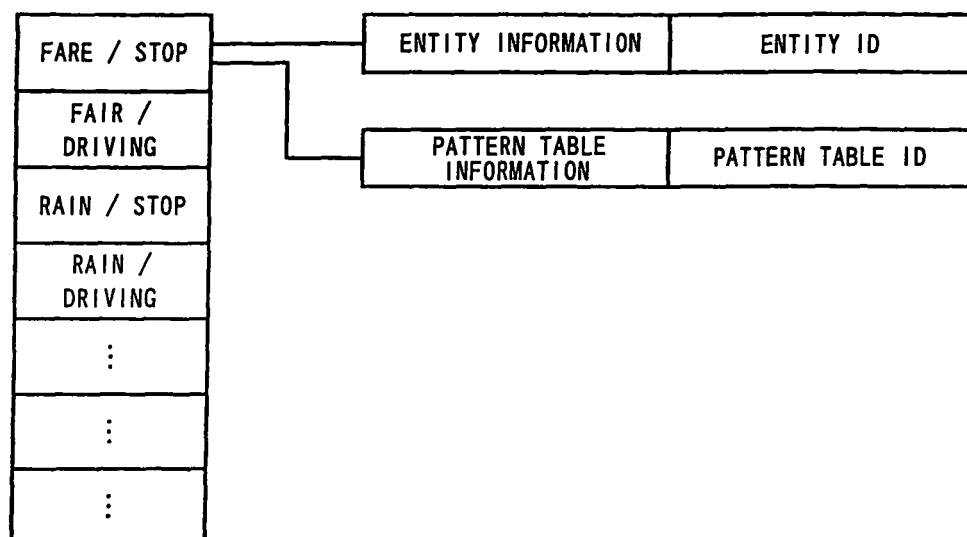 FARE / STOP
ENTITY INFORMATION
ENTITY ID
FAIR /
DRIVING
PATTERN TABLE
INFORMATION
PATTERN TABLE ID
RAIN / STOP
RAIN /
DRIVING
⋮
⋮
⋮